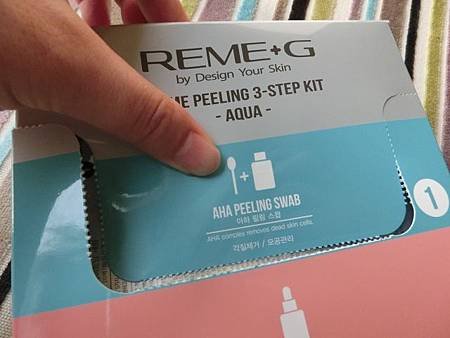 REME+G
by Design Your Skin
ME PEELING 3-STEP KIT
- AQUA -
+
AHA PEELING SWAB
아하 필링 스왑
AHA complex removes dead skin cells.
각질제거 / 모공관리
1